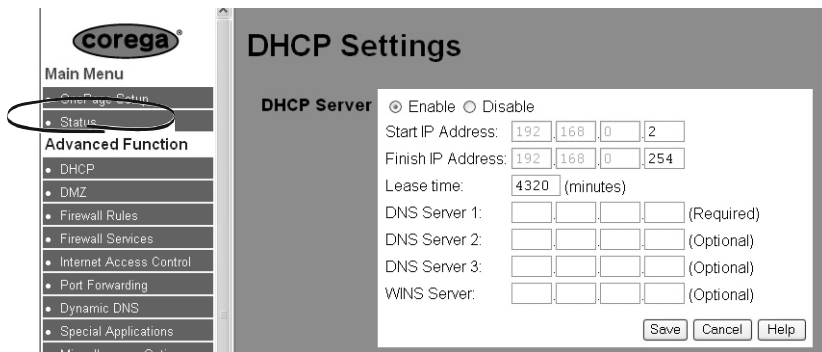 corega
Main Menu
OnePage Setup
Status
Advanced Function
DHCP
DMZ
Firewall Rules
Firewall Services
Internet Access Control
Port Forwarding
Dynamic DNS
Special Applications
DHCP Settings
DHCP Server Enable Disable
Start IP Address: 192 .168 .0 .2
Finish IP Address: 192 .168 .0 .254
Lease time: 4320 (minutes)
DNS Server 1: . . . (Required)
DNS Server 2: . . . (Optional)
DNS Server 3: . . . (Optional)
WINS Server: . . . (Optional)
Save Cancel Help